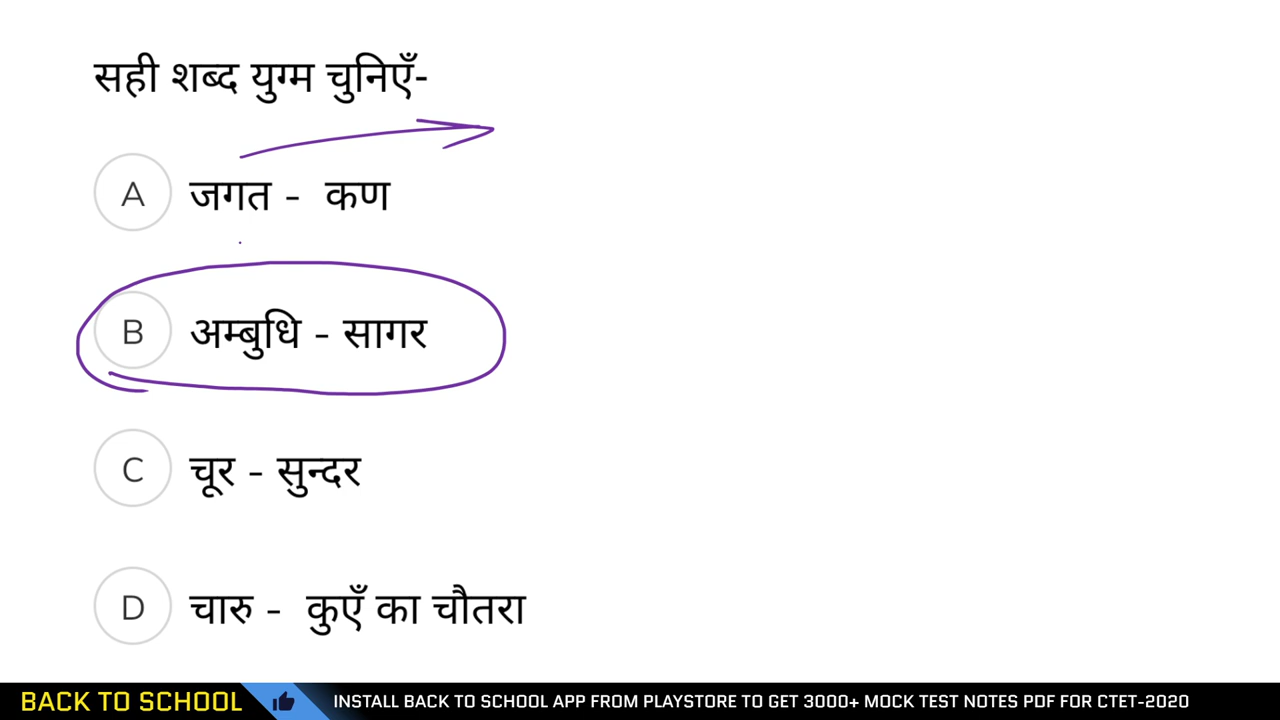 सही शब्द युग्म चुनिएँ-
A जगत - कण
B अम्बुधि - सागर
C चूर - सुन्दर
D चारु - कुएँ का चौतरा
BACK TO SCHOOL INSTALL BACK TO SCHOOL APP FROM PLAYSTORE TO GET 3000+ MOCK TEST NOTES PDF FOR CTET-2020